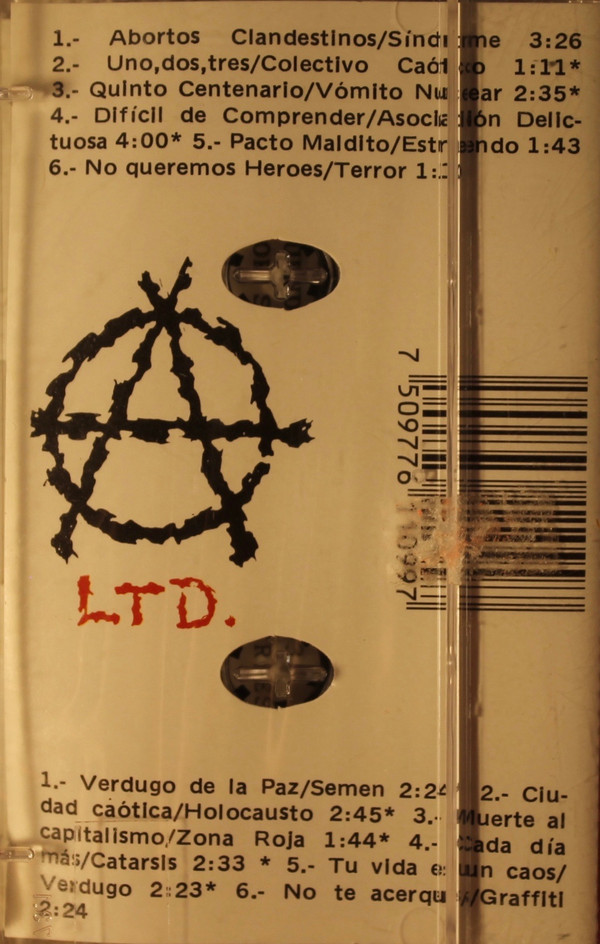 1.- Abortos Clandestinos/Síndrome 3:26
2.- Uno,dos,tres/Colectivo Caótico 1:11*
3.- Quinto Centenario/Vómito Nuclear 2:35*
4.- Difícil de Comprender/Asociación Delic-
tuosa 4:00* 5.- Pacto Maldito/Estruendo 1:43
6.- No queremos Heroes/Terror
LTD.
7 509776 110997
1.- Verdugo de la Paz/Semen 2:24* 2.- Ciu-
dad caótica/Holocausto 2:45* 3.- Muerte al
capitalismo/Zona Roja 1:44* 4.- Cada día
más/Catarsis 2:33 * 5.- Tu vida es un caos/
Verdugo 2:23* 6.- No te acerques/Graffiti
2:24